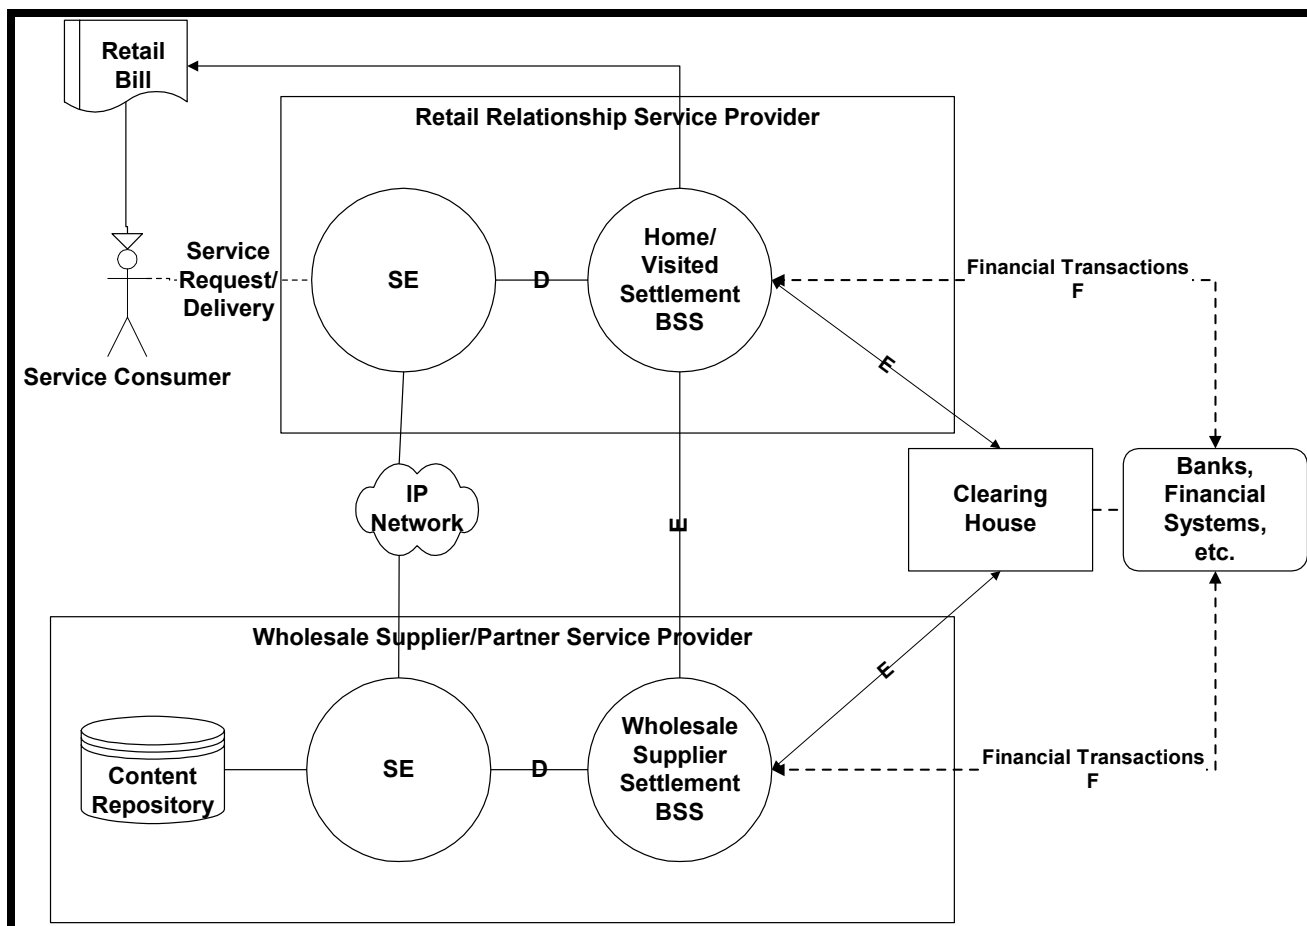 Retail
Bill
Retail Relationship Service Provider
Service
Request/
Delivery
Service Consumer
SE
D
Home/
Visited
Settlement
BSS
Financial Transactions
F
E
Clearing
House
Banks,
Financial
Systems,
etc.
IP
Network
E
Wholesale Supplier/Partner Service Provider
Content
Repository
SE
D
Wholesale
Supplier
Settlement
BSS
E
Financial Transactions
F